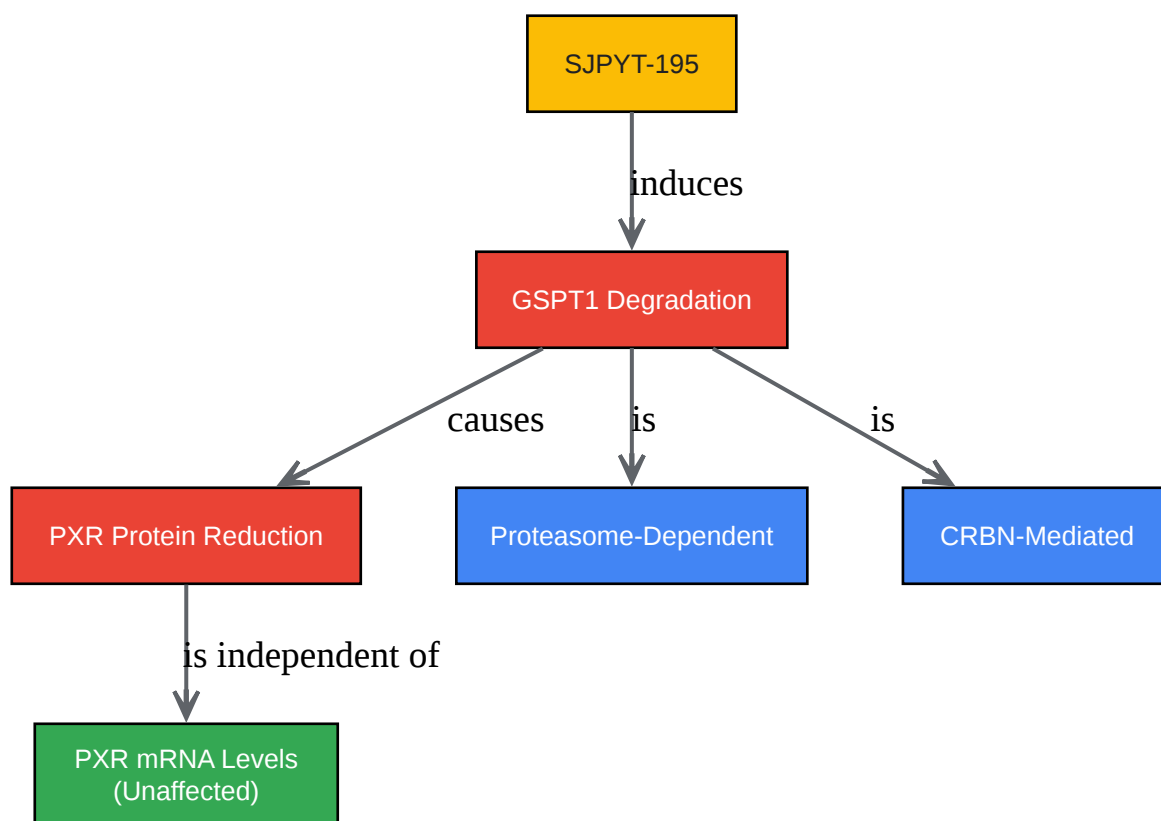 SJPYT-195
induces
GSPT1 Degradation
causes
is
is
PXR Protein Reduction
Proteasome-Dependent
CRBN-Mediated
is independent of
PXR mRNA Levels
(Unaffected)